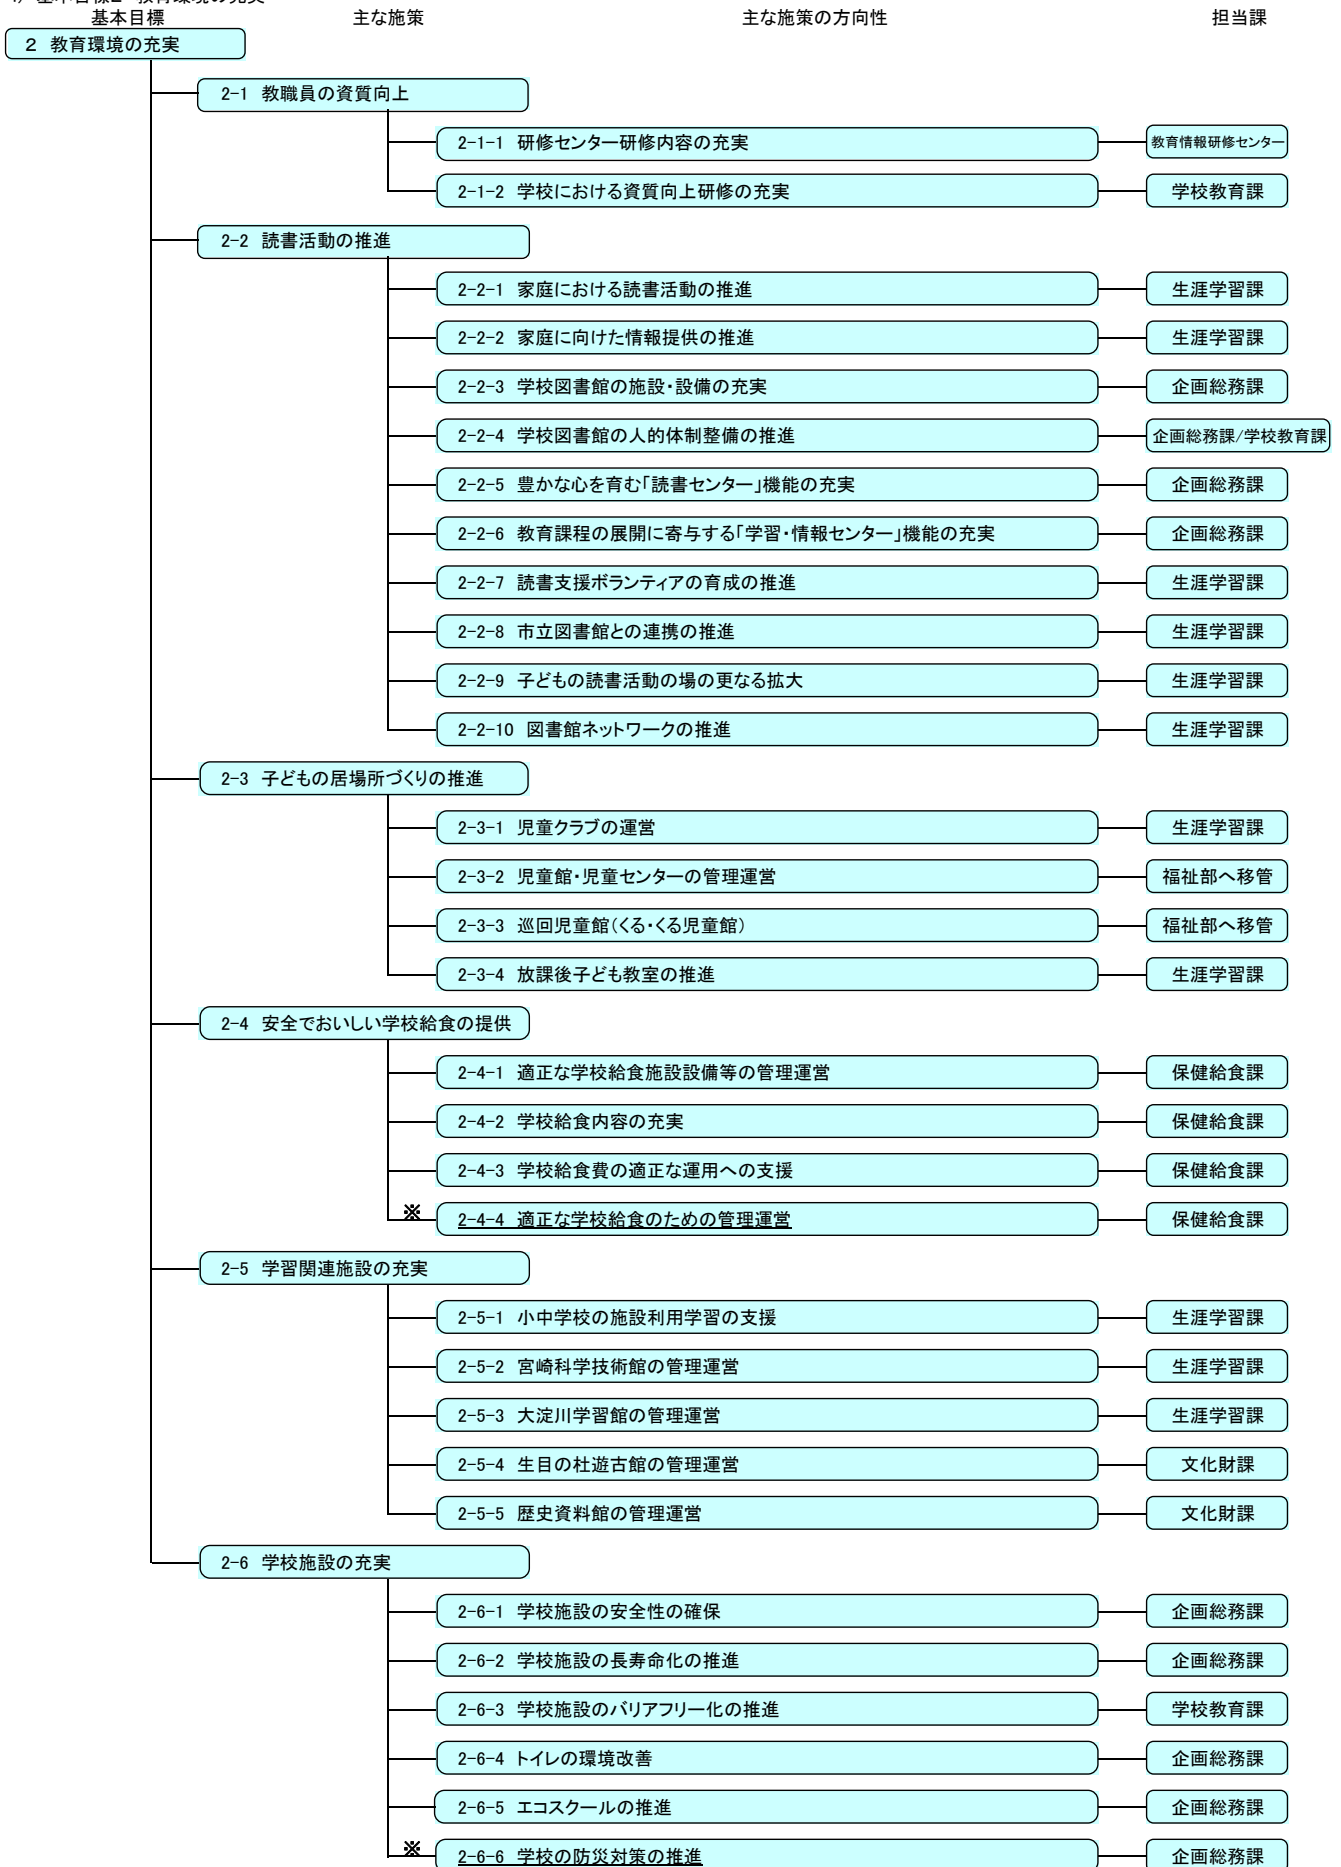 基本目標 主な施策 主な施策の方向性 担当課
２ 教育環境の充実
2-1 教職員の資質向上
2-1-1 研修センター研修内容の充実 教育情報研修センター
2-1-2 学校における資質向上研修の充実 学校教育課
2-2 読書活動の推進
2-2-1 家庭における読書活動の推進 生涯学習課
2-2-2 家庭に向けた情報提供の推進 生涯学習課
2-2-3 学校図書館の施設・設備の充実 企画総務課
2-2-4 学校図書館の人的体制整備の推進 企画総務課/学校教育課
2-2-5 豊かな心を育む「読書センター」機能の充実 企画総務課
2-2-6 教育課程の展開に寄与する「学習・情報センター」機能の充実 企画総務課
2-2-7 読書支援ボランティアの育成の推進 生涯学習課
2-2-8 市立図書館との連携の推進 生涯学習課
2-2-9 子どもの読書活動の場の更なる拡大 生涯学習課
2-2-10 図書館ネットワークの推進 生涯学習課
2-3 子どもの居場所づくりの推進
2-3-1 児童クラブの運営 生涯学習課
2-3-2 児童館・児童センターの管理運営 福祉部へ移管
2-3-3 巡回児童館（くる・くる児童館） 福祉部へ移管
2-3-4 放課後子ども教室の推進 生涯学習課
2-4 安全でおいしい学校給食の提供
2-4-1 適正な学校給食施設設備等の管理運営 保健給食課
2-4-2 学校給食内容の充実 保健給食課
2-4-3 学校給食費の適正な運用への支援 保健給食課
※ 2-4-4 適正な学校給食のための管理運営 保健給食課
2-5 学習関連施設の充実
2-5-1 小中学校の施設利用学習の支援 生涯学習課
2-5-2 宮崎科学技術館の管理運営 生涯学習課
2-5-3 大淀川学習館の管理運営 生涯学習課
2-5-4 生目の杜遊古館の管理運営 文化財課
2-5-5 歴史資料館の管理運営 文化財課
2-6 学校施設の充実
2-6-1 学校施設の安全性の確保 企画総務課
2-6-2 学校施設の長寿命化の推進 企画総務課
2-6-3 学校施設のバリアフリー化の推進 学校教育課
2-6-4 トイレの環境改善 企画総務課
2-6-5 エコスクールの推進 企画総務課
※ 2-6-6 学校の防災対策の推進 企画総務課